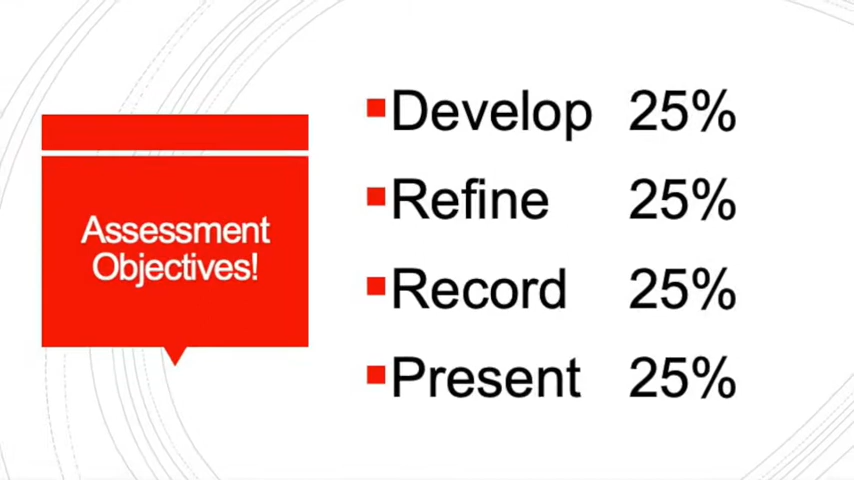 Assessment
Objectives!
Develop 25%
Refine 25%
Record 25%
Present 25%